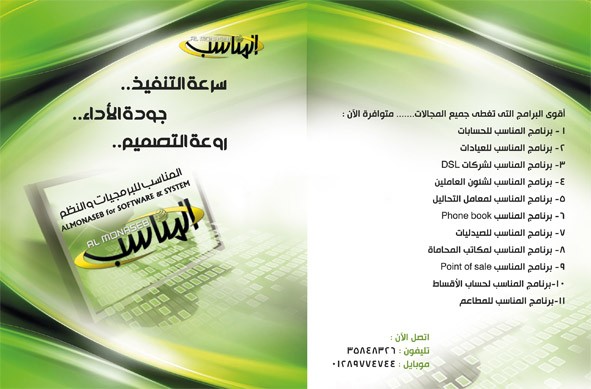 AL MONASEB
المناسب
سرعة التنفيذ..
جودة الأداء..
روعة التصميم..
المناسب للبرمجيات والنظم
ALMONASEB for SOFTWARE & SYSTEM
AL MONASEB
المناسب
أقوى البرامج التى تغطى جميع المجالات....... متوافرة الآن :
١ - برنامج المناسب للحسابات
٢- برنامج المناسب للعيادات
٣- برنامج المناسب لشركات DSL
٤- برنامج المناسب لشئون العاملين
٥- برنامج المناسب لمعامل التحاليل
٦- برنامج المناسب Phone book
٧- برنامج المناسب للصيدليات
٨- برنامج المناسب لمكاتب المحاماة
٩- برنامج المناسب Point of sale
١٠-برنامج المناسب لحساب الأقساط
١١-برنامج المناسب للمطاعم
اتصل الآن :
تليفون : ٣٥٨٤٨٣٢٦
موبايل : ٠١٢٨٩٧٧٤٧٤٤